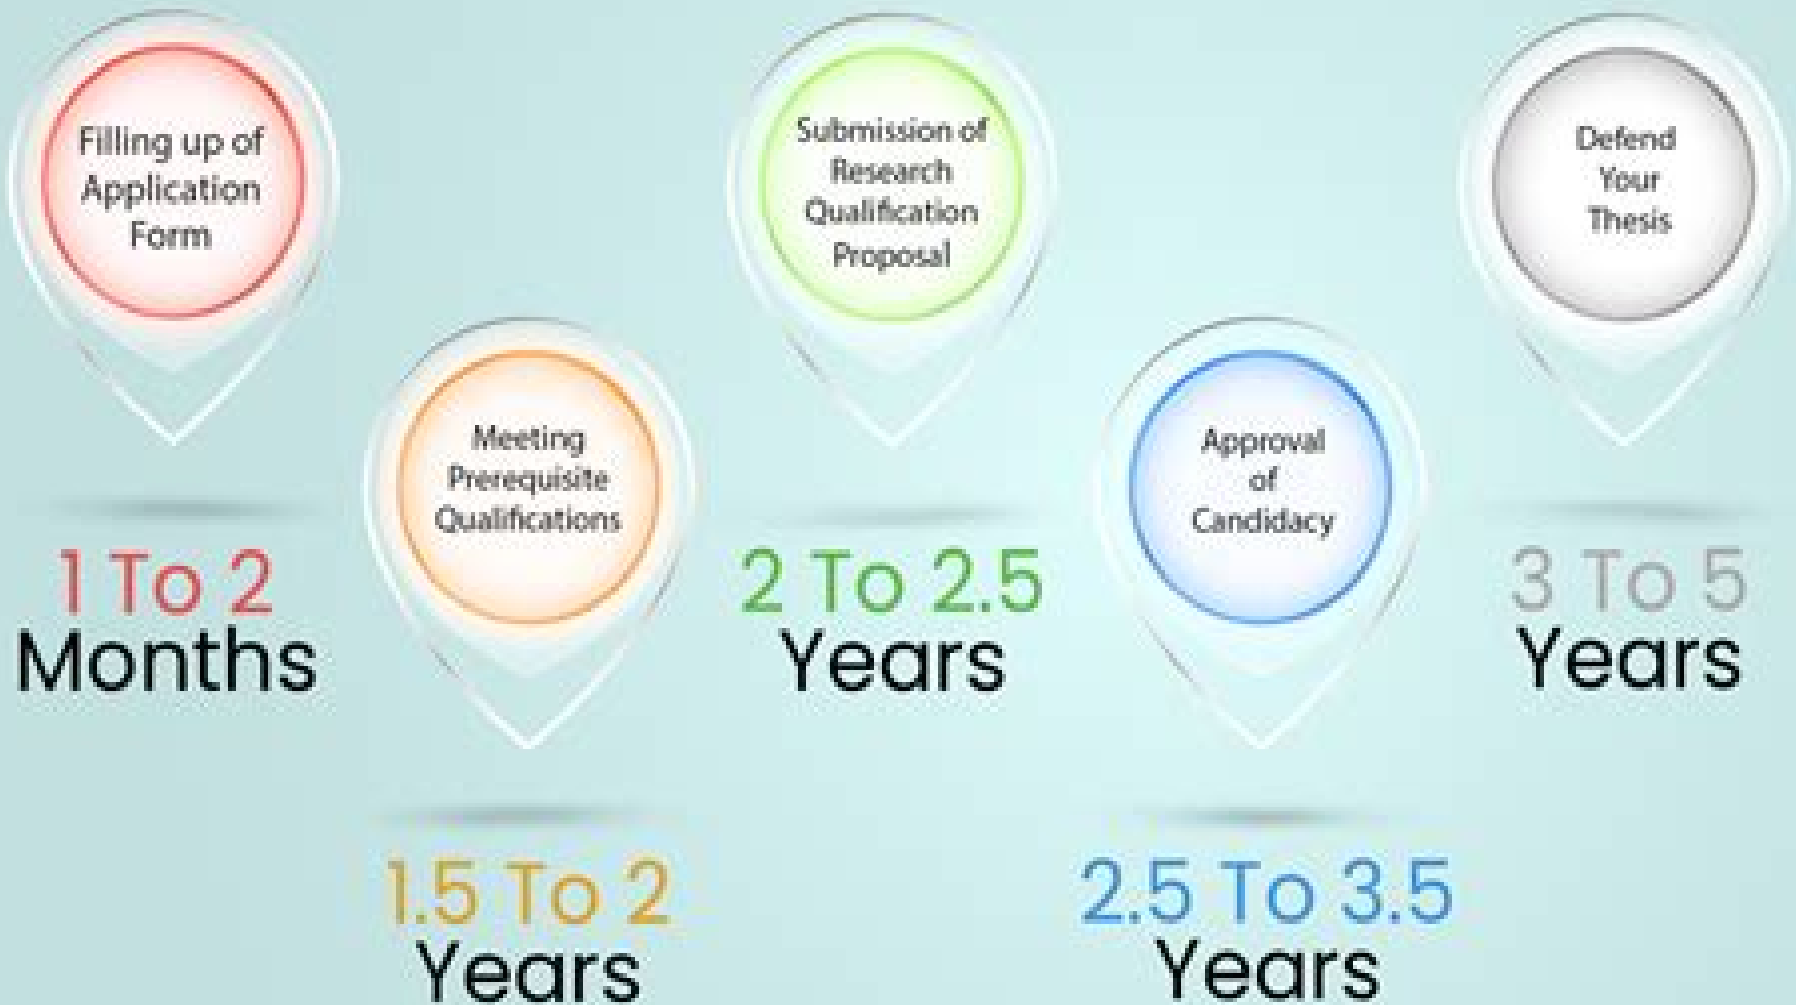 Filling up of
Application
Form
1 To 2
Months
Meeting
Prerequisite
Qualifications
1.5 To 2
Years
Submission of
Research
Qualification
Proposal
2 To 2.5
Years
Approval
of
Candidacy
2.5 To 3.5
Years
Defend
Your
Thesis
3 To 5
Years